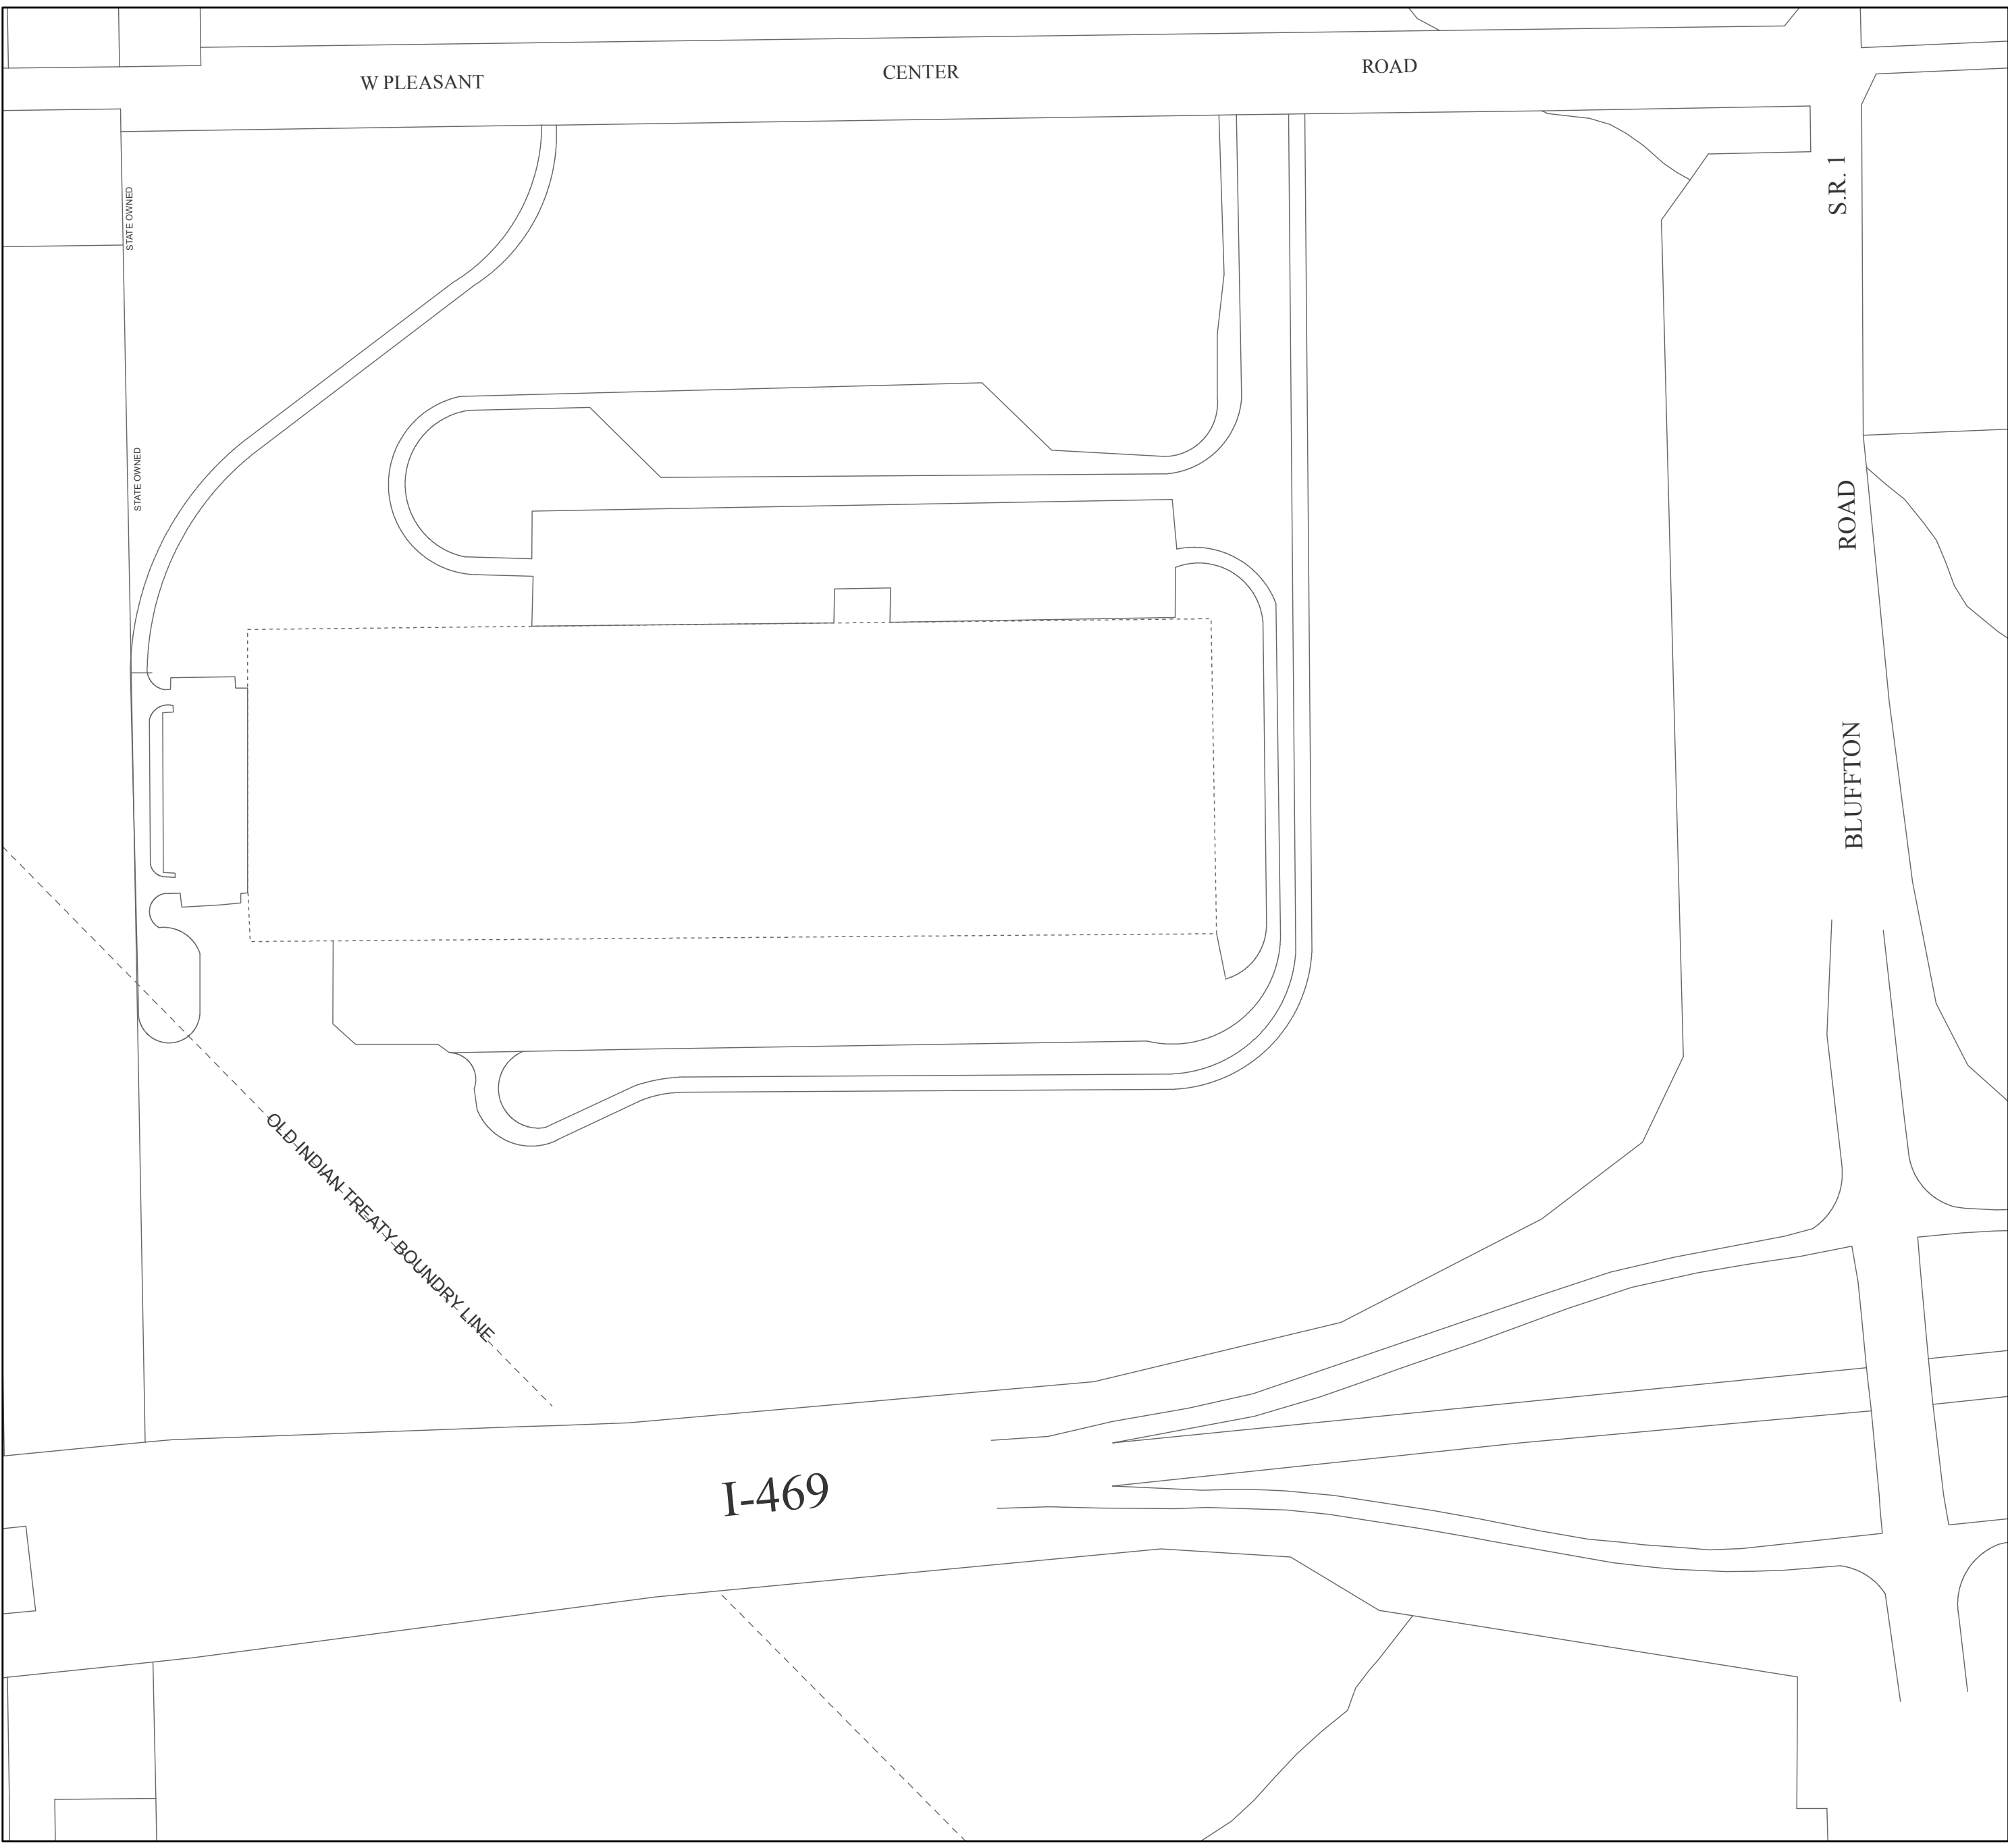 W PLEASANT CENTER ROAD
S.R. 1
STATE OWNED
STATE OWNED
ROAD
BLUFFTON
OLD INDIAN TREATY BOUNDRY LINE
I-469